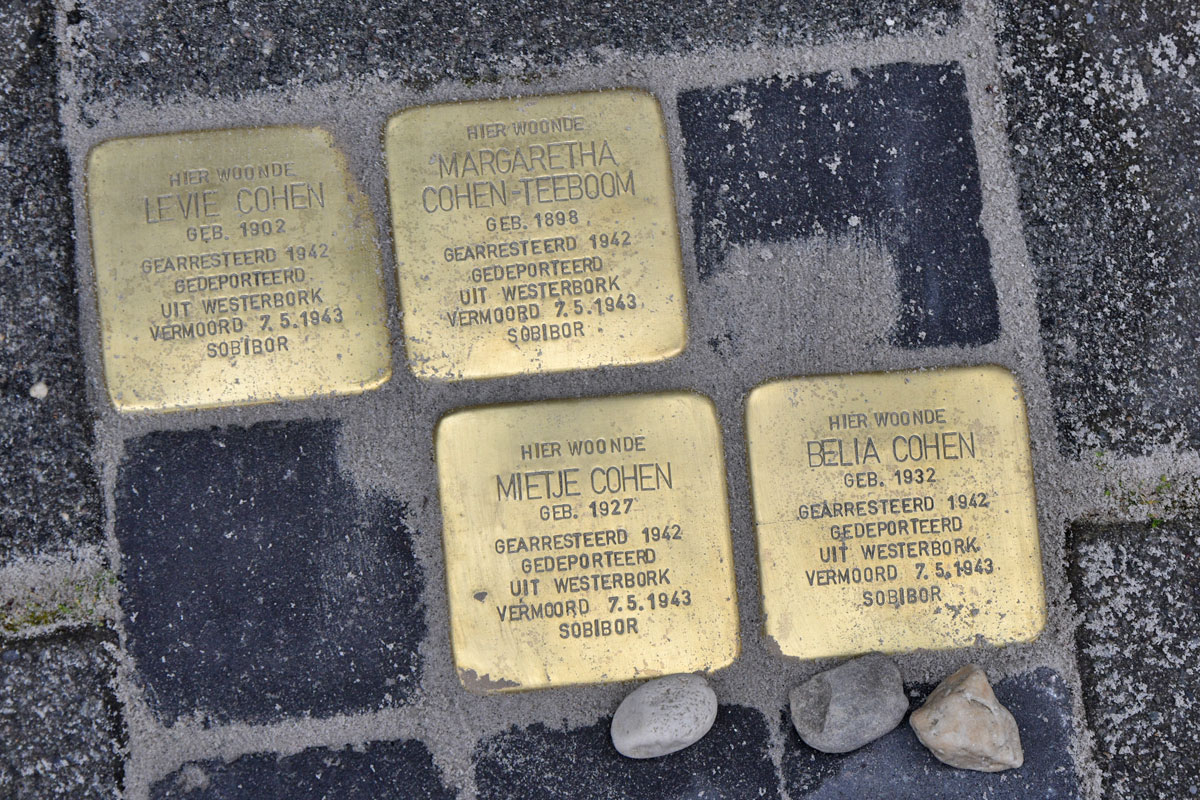 HIER WOONDE
LEVIE COHEN
GEB. 1902
GEARRESTEERD 1942
GEDEPORTEERD
UIT WESTERBORK
VERMOORD 7.5.1943
SOBIBOR
HIER WOONDE
MARGARETHA
COHEN-TEEBOOM
GEB. 1898
GEARRESTEERD 1942
GEDEPORTEERD
UIT WESTERBORK
VERMOORD 7.5.1943
SOBIBOR
HIER WOONDE
MIETJE COHEN
GEB. 1927
GEARRESTEERD 1942
GEDEPORTEERD
UIT WESTERBORK
VERMOORD 7.5.1943
SOBIBOR
HIER WOONDE
BELIA COHEN
GEB. 1932
GEARRESTEERD 1942
GEDEPORTEERD
UIT WESTERBORK
VERMOORD 7.5.1943
SOBIBOR